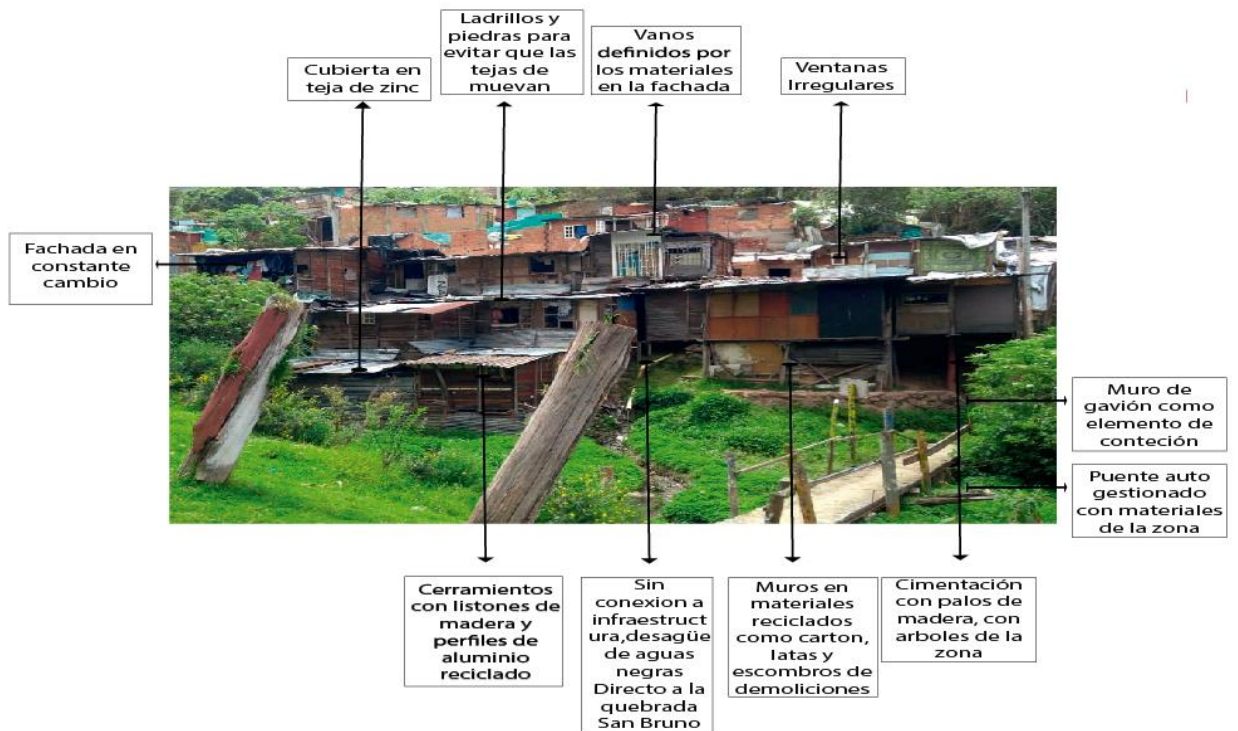 Ladrillos y
piedras para
evitar que las
tejas de
muevan
Vanos
definidos por
los materiales
en la fachada
Cubierta en
teja de zinc
Ventanas
Irregulares
Fachada en
constante
cambio
Muro de
gavión como
elemento de
conteción
Puente auto
gestionado
con materiales
de la zona
Cerramientos
con listones de
madera y
perfiles de
aluminio
reciclado
Sin
conexion a
infraestruct
ura,desagüe
de aguas
negras
Directo a la
quebrada
San Bruno
Muros en
materiales
reciclados
como carton,
latas y
escombros de
demoliciones
Cimentación
con palos de
madera, con
arboles de la
zona